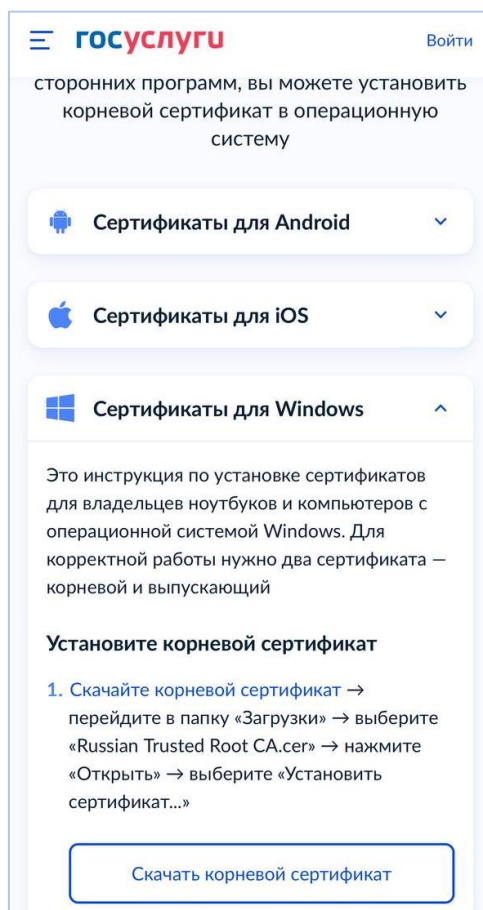 госуслуги
Войти
сторонних программ, вы можете установить
корневой сертификат в операционную
систему
Сертификаты для Android
Сертификаты для iOS
Сертификаты для Windows
Это инструкция по установке сертификатов
для владельцев ноутбуков и компьютеров с
операционной системой Windows. Для
корректной работы нужно два сертификата —
корневой и выпускающий
Установите корневой сертификат
1. Скачайте корневой сертификат →
перейдите в папку «Загрузки» → выберите
«Russian Trusted Root CA.cer» → нажмите
«Открыть» → выберите «Установить
сертификат...»
Скачать корневой сертификат